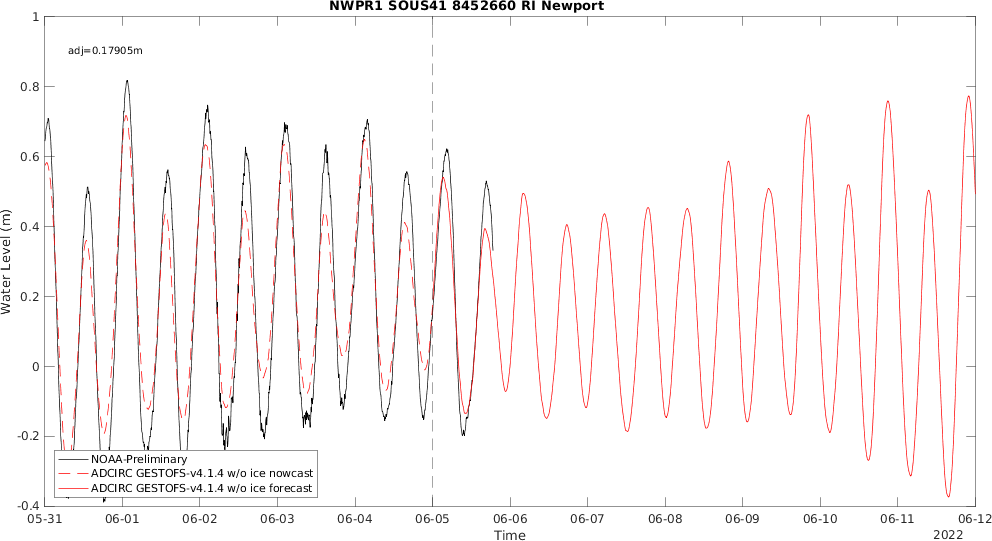 NWPR1 SOUS41 8452660 RI Newport
adj=0.17905m
Water Level (m)
1
0.8
0.6
0.4
0.2
0
-0.2
-0.4
NOAA-Preliminary
ADCIRC GESTOFS-v4.1.4 w/o ice nowcast
ADCIRC GESTOFS-v4.1.4 w/o ice forecast
05-31 06-01 06-02 06-03 06-04 06-05 06-06 06-07 06-08 06-09 06-10 06-11 06-12
Time
2022